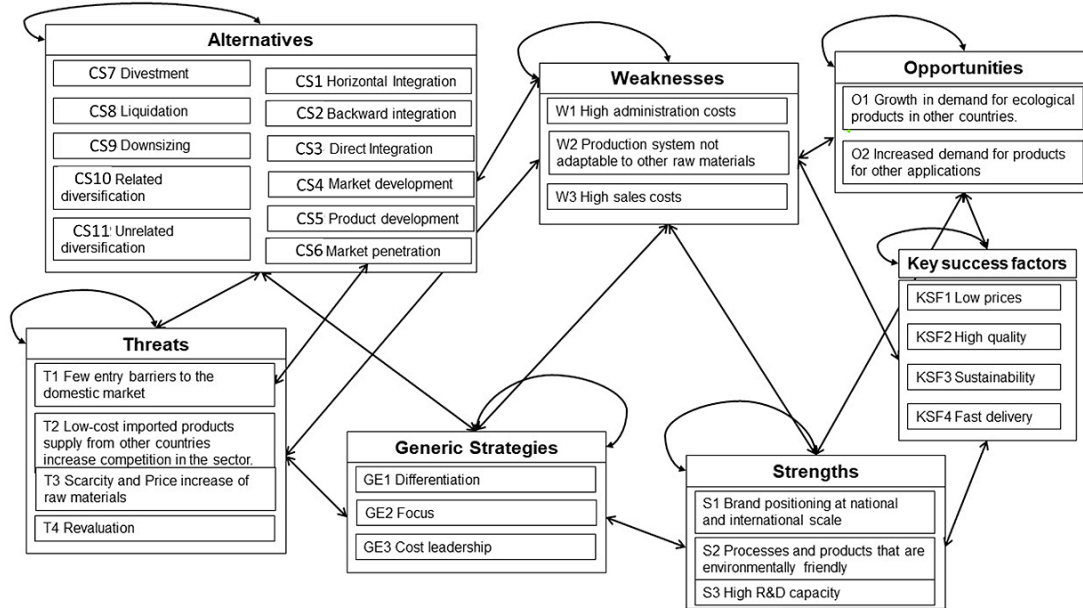 Alternatives
CS7 Divestment
CS8 Liquidation
CS9 Downsizing
CS10 Related
diversification
CS11 Unrelated
diversification
CS1 Horizontal Integration
CS2 Backward integration
CS3 Direct Integration
CS4 Market development
CS5 Product development
CS6 Market penetration
Weaknesses
W1 High administration costs
W2 Production system not
adaptable to other raw materials
W3 High sales costs
Opportunities
O1 Growth in demand for ecological
products in other countries.
O2 Increased demand for products
for other applications
Key success factors
KSF1 Low prices
KSF2 High quality
KSF3 Sustainability
KSF4 Fast delivery
Threats
T1 Few entry barriers to the
domestic market
T2 Low-cost imported products
supply from other countries
increase competition in the sector.
T3 Scarcity and Price increase of
raw materials
T4 Revaluation
Generic Strategies
GE1 Differentiation
GE2 Focus
GE3 Cost leadership
Strengths
S1 Brand positioning at national
and international scale
S2 Processes and products that are
environmentally friendly
S3 High R&D capacity